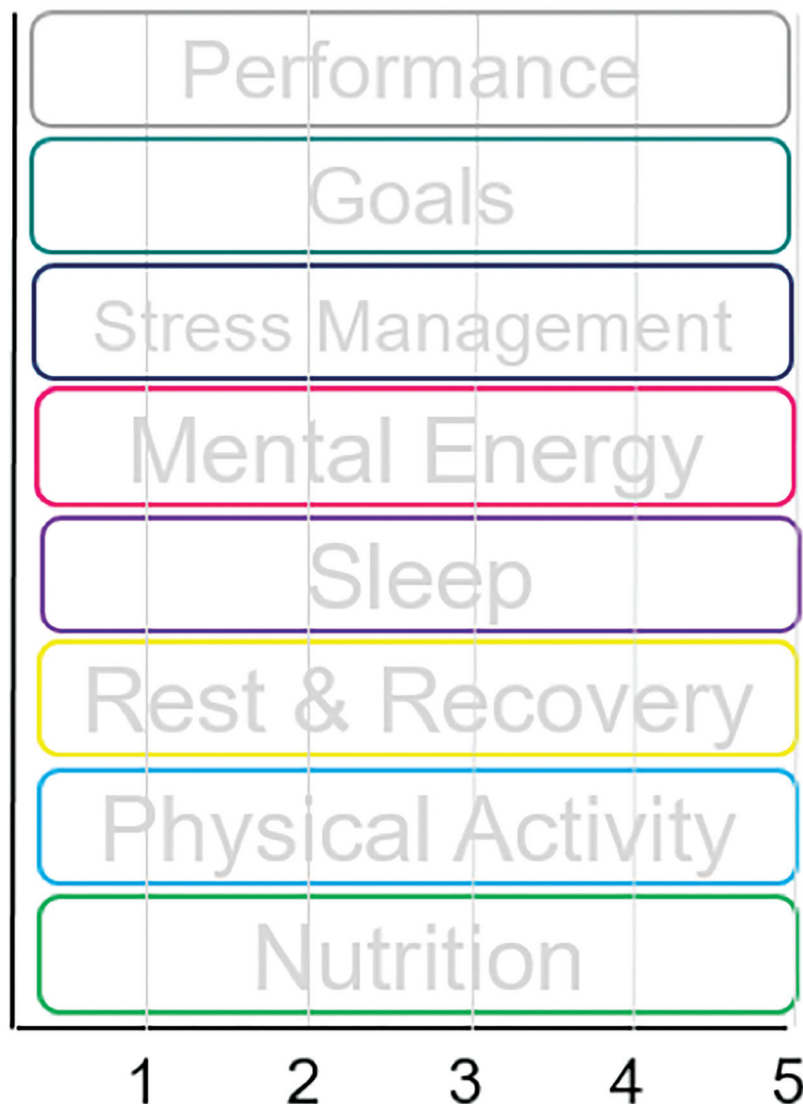 Performance
Goals
Stress Management
Mental Energy
Sleep
Rest & Recovery
Physical Activity
Nutrition
1 2 3 4 5